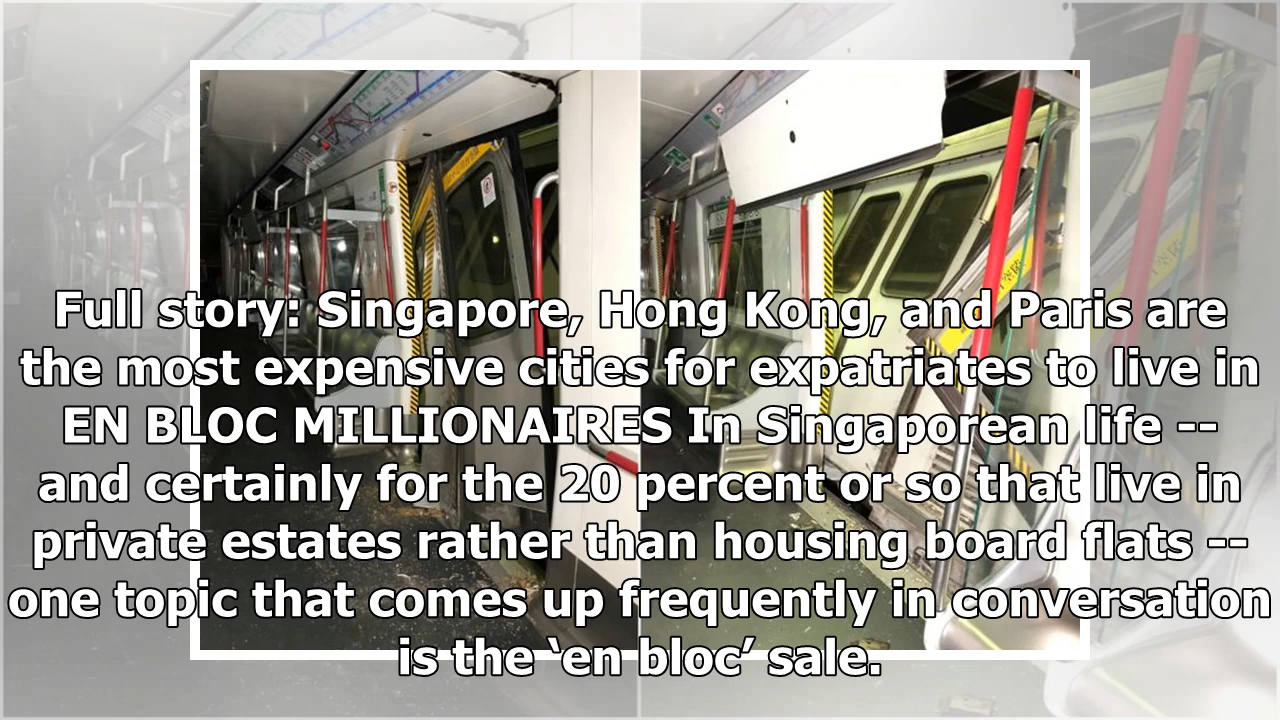 Full story: Singapore, Hong Kong, and Paris are
the most expensive cities for expatriates to live in
EN BLOC MILLIONAIRES In Singaporean life --
and certainly for the 20 percent or so that live in
private estates rather than housing board flats --
one topic that comes up frequently in conversation
is the ‘en bloc’ sale.